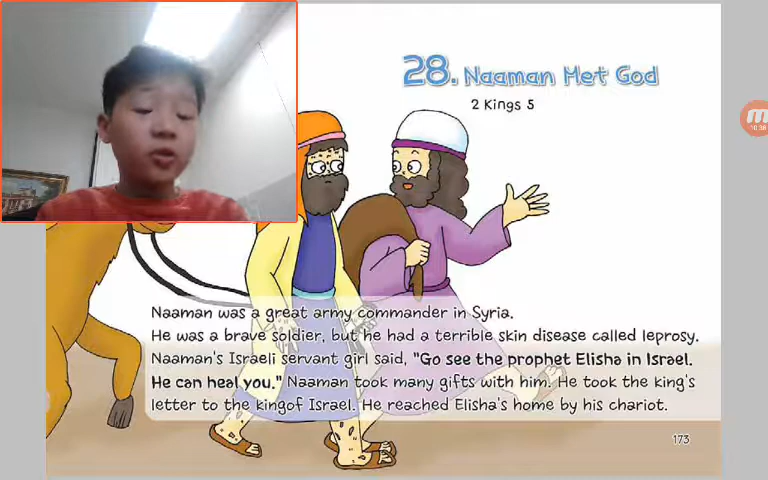 28. Naaman Met God
2 Kings 5
Naaman was a great army commander in Syria.
He was a brave soldier, but he had a terrible skin disease called leprosy.
Naaman's Israeli servant girl said, "Go see the prophet Elisha in Israel.
He can heal you." Naaman took many gifts with him. He took the king's
letter to the kingof Israel. He reached Elisha's home by his chariot.
173
M
10:38